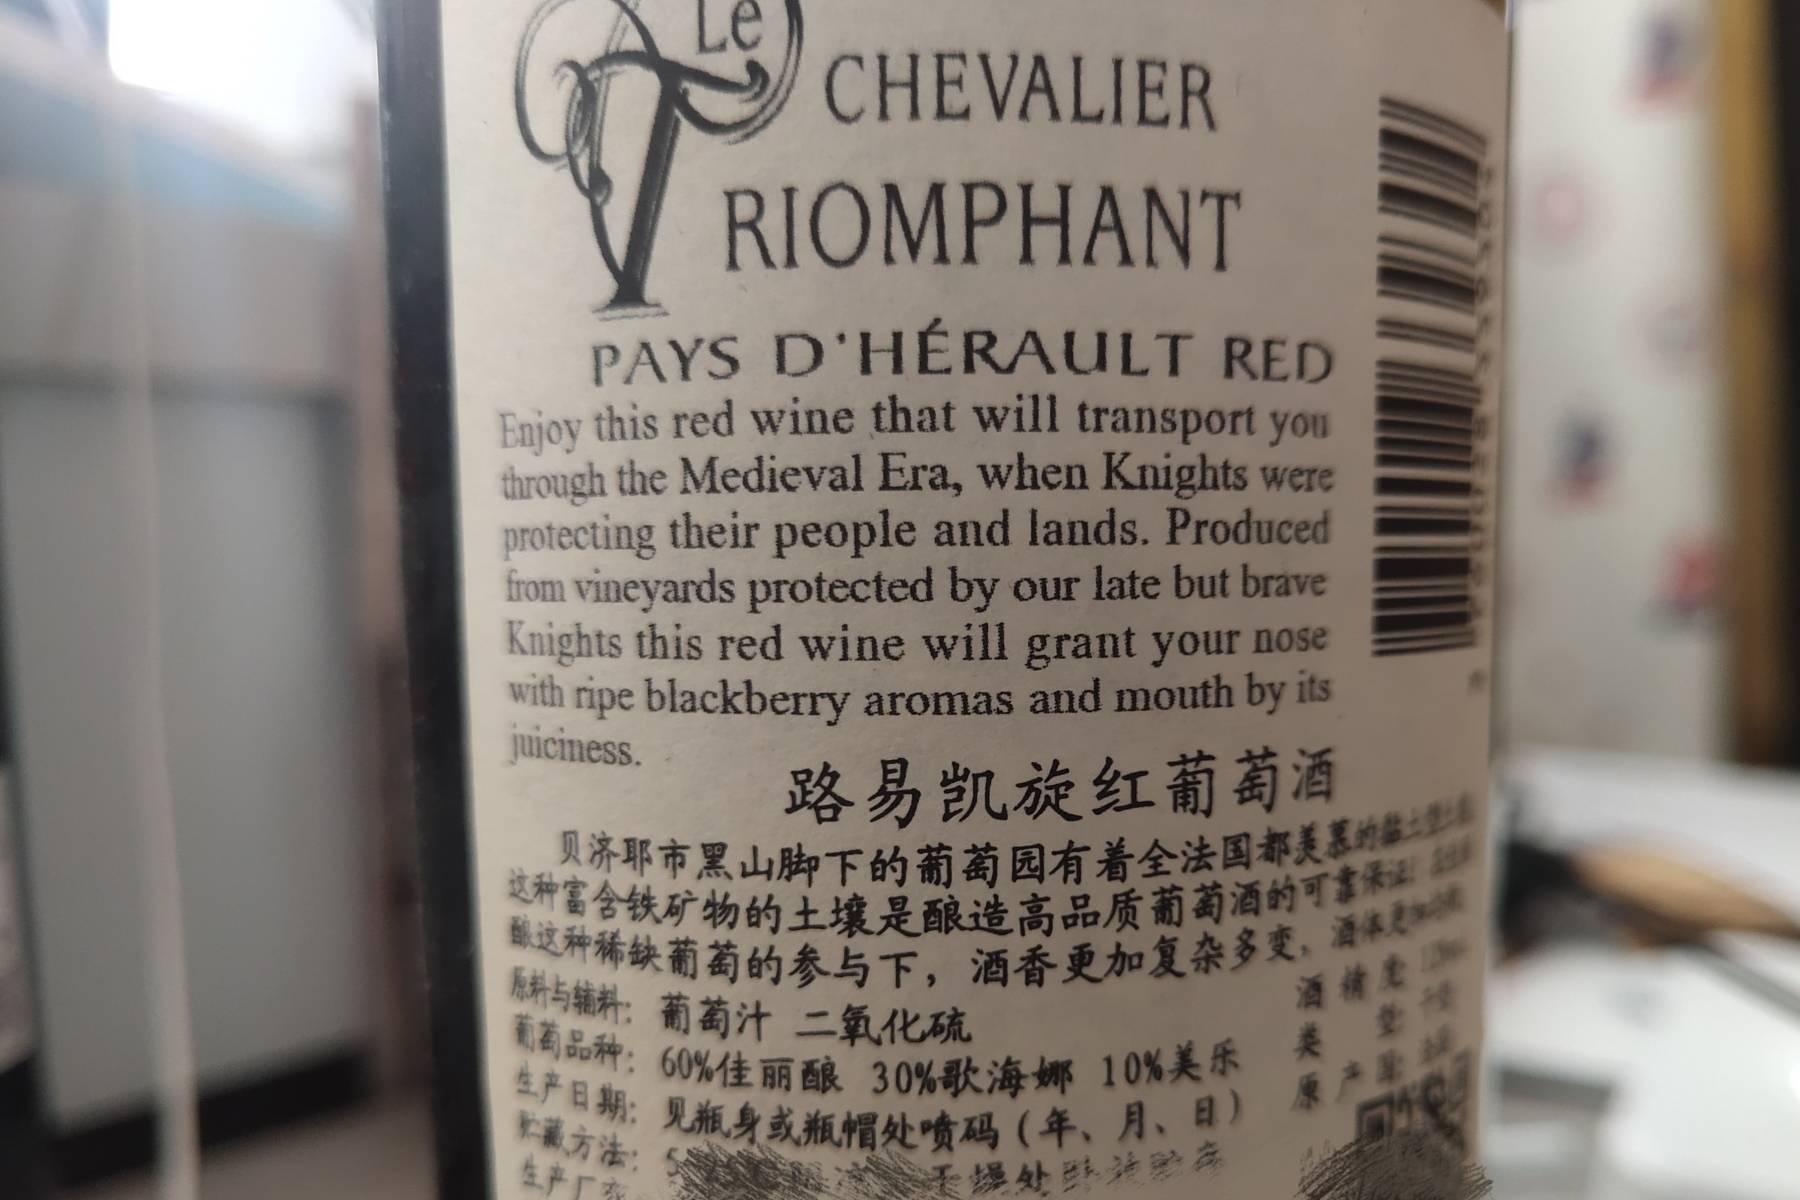 Le
CHEVALIER
TRIOMPHANT
PAYS D'HÉRAULT RED
Enjoy this red wine that will transport you
through the Medieval Era, when Knights were
protecting their people and lands. Produced
from vineyards protected by our late but brave
Knights this red wine will grant your nose
with ripe blackberry aromas and mouth by its
juiciness.
路易凯旋红葡萄酒
贝济耶市黑山脚下的葡萄园有着全法国都羡慕的黏土型土
这种富含铁矿物的土壤是酿造高品质葡萄酒的可靠保证!
酿这种稀缺葡萄的参与下，酒香更加复杂多变，酒体更加
原料与辅料: 葡萄汁 二氧化硫
酒精度:
葡萄品种: 60%佳丽酿 30%歌海娜 10%美乐
类型:
生产日期: 见瓶身或瓶帽处喷码（年、月、日）
原产
贮藏方法: 干燥处
生产厂